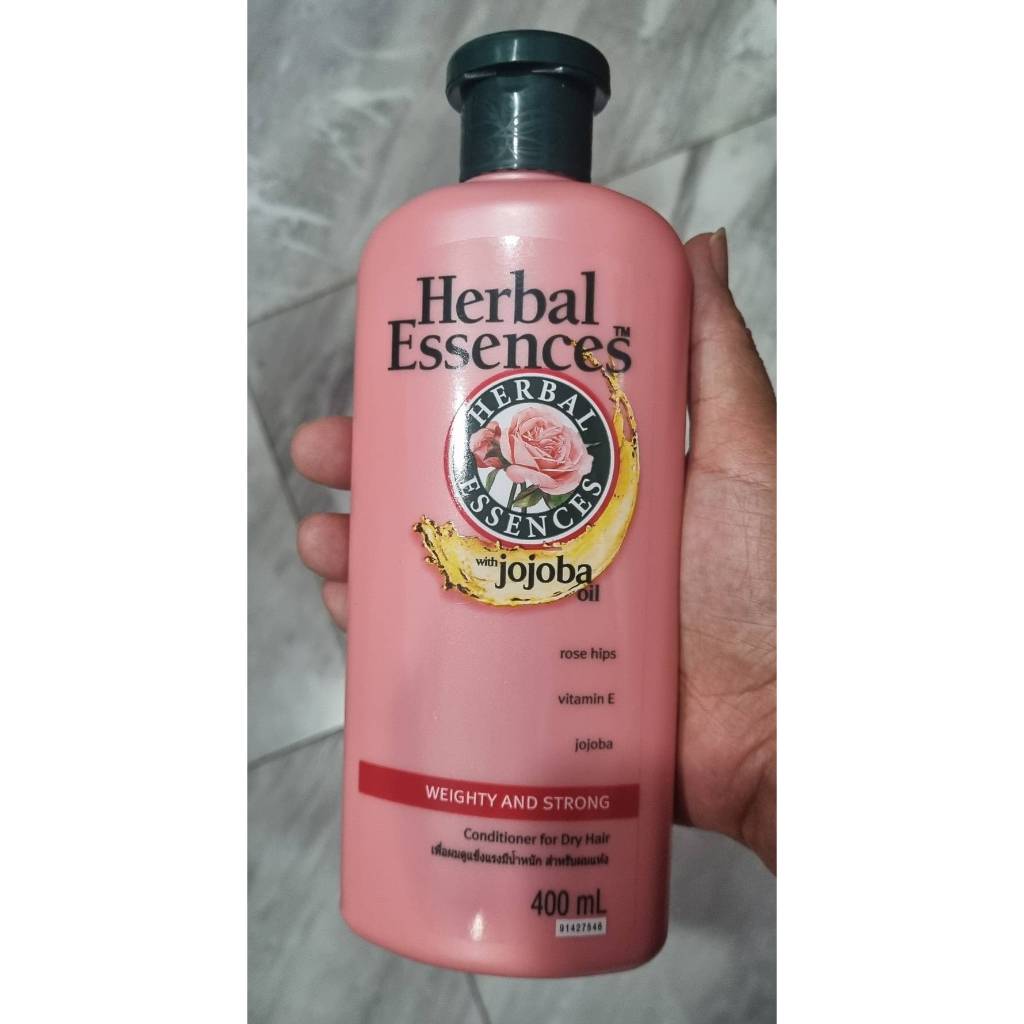 Herbal
Essences™
HERBAL
ESSENCES
with jojoba
oil
rose hips
vitamin E
jojoba
WEIGHTY AND STRONG
Conditioner for Dry Hair
เพื่อผมดูแข็งแรงมีน้ำหนัก สำหรับผมแห้ง
400 mL
91427546